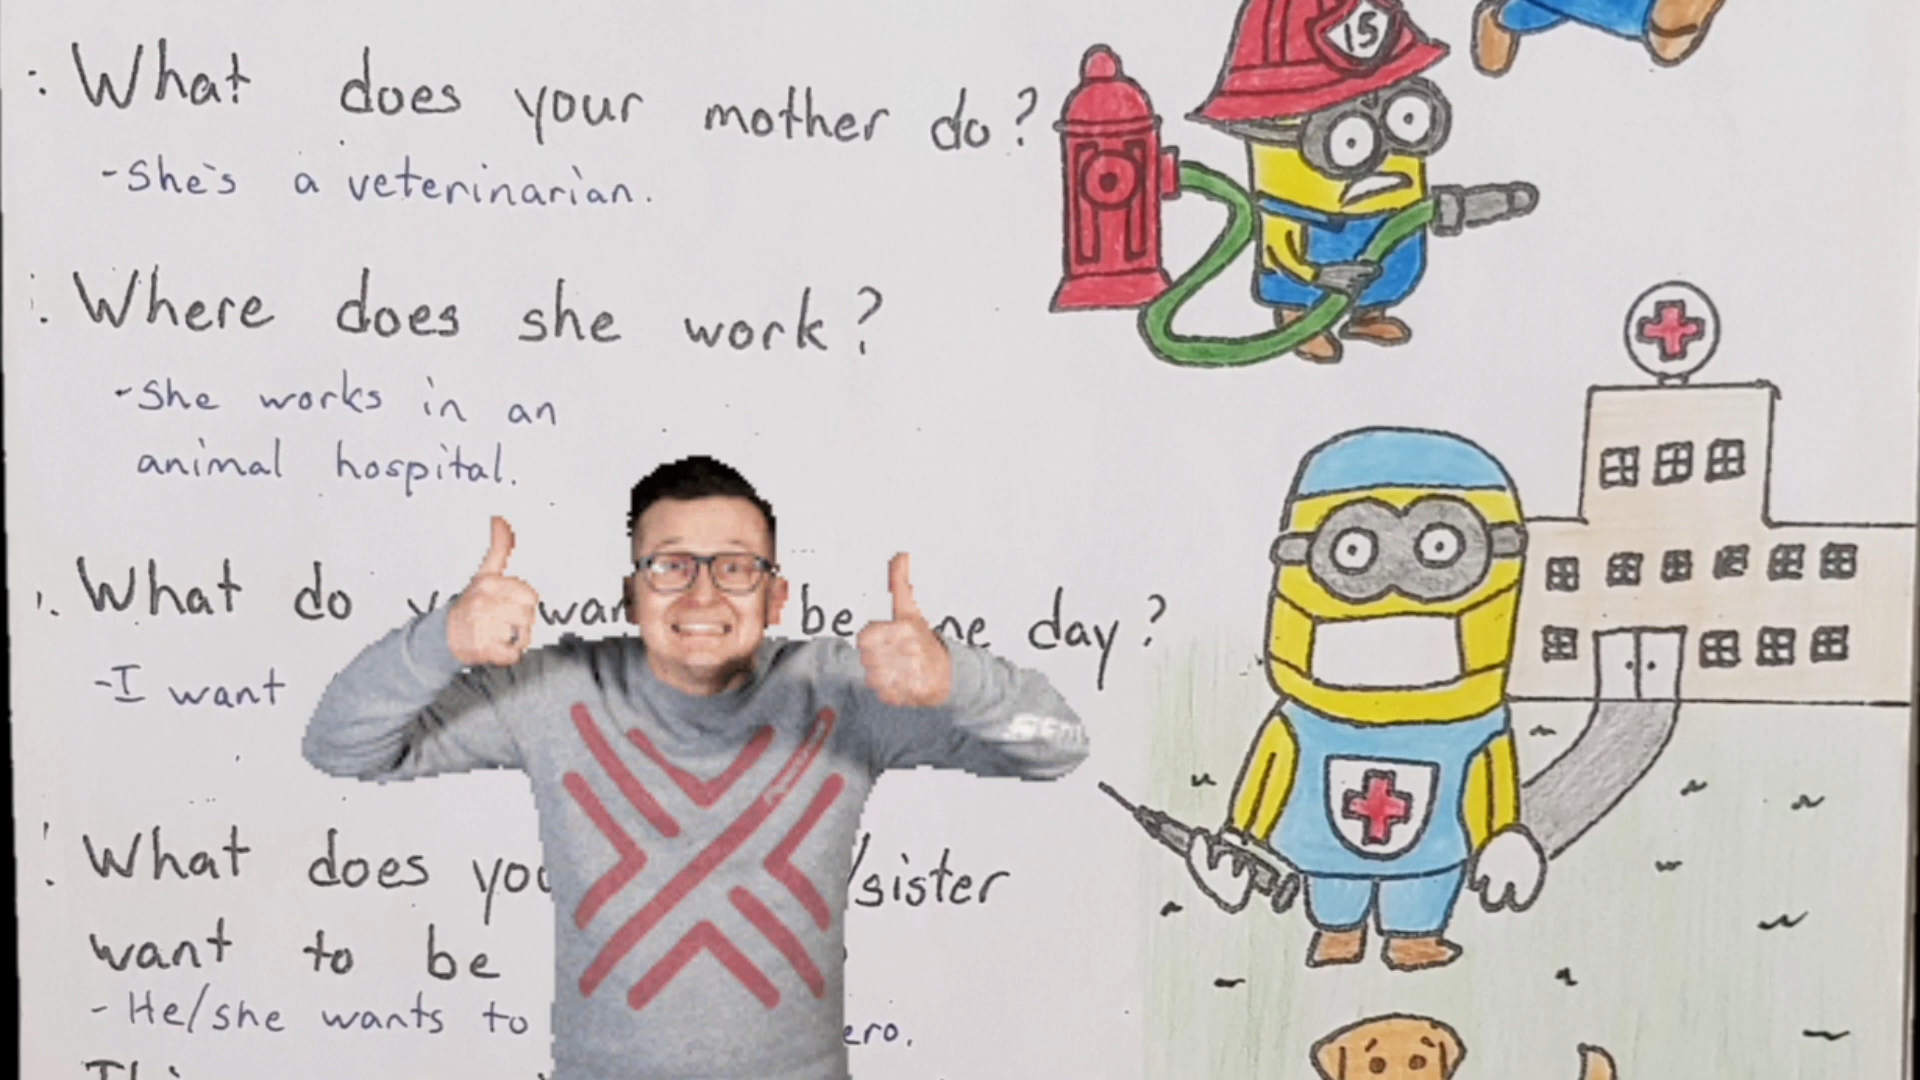 What does your mother do?
-She's a veterinarian.
Where does she work?
-She works in an
animal hospital.
What do be day?
-I want
What does /sister
want to be
-He/she wants to
15